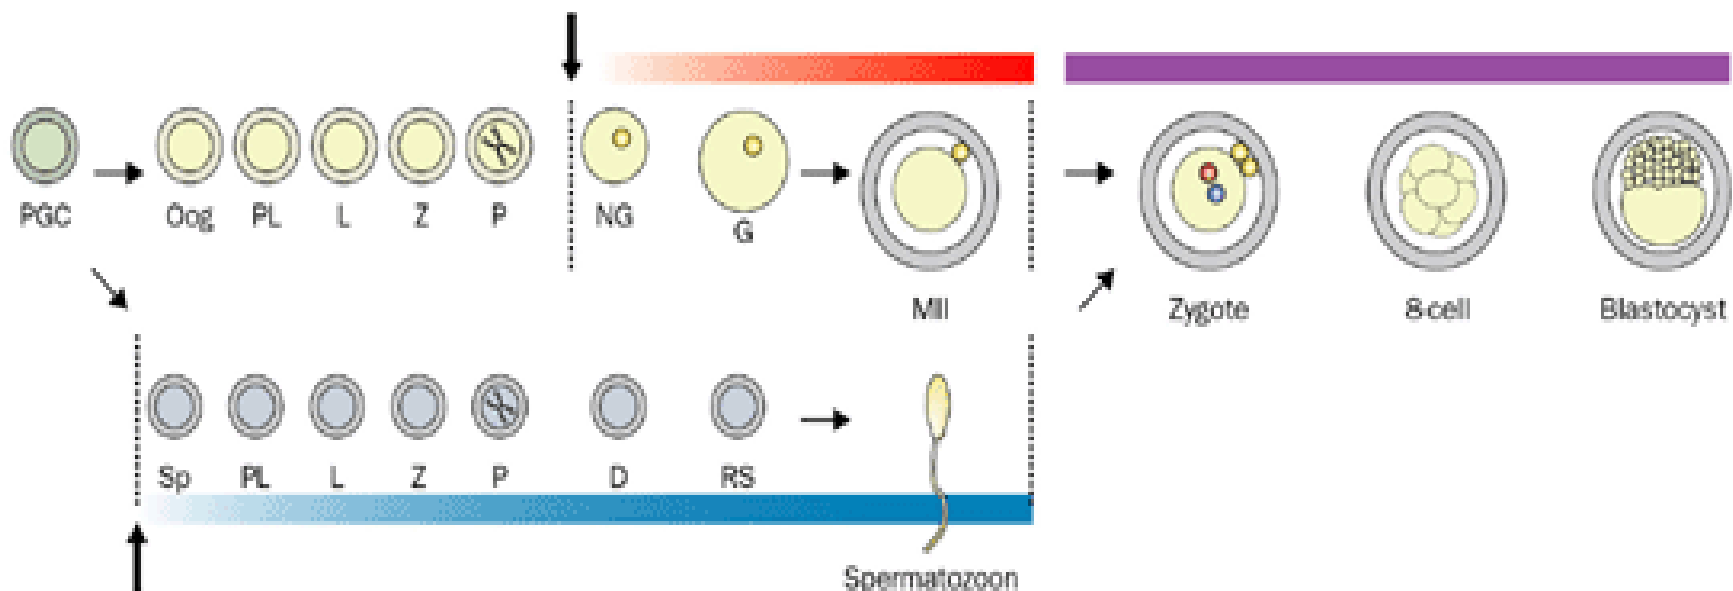 PGC Oog PL L Z P NG G
MII Zygote 8-cell Blastocyst
Sp PL L Z P D RS
Spermatozoon